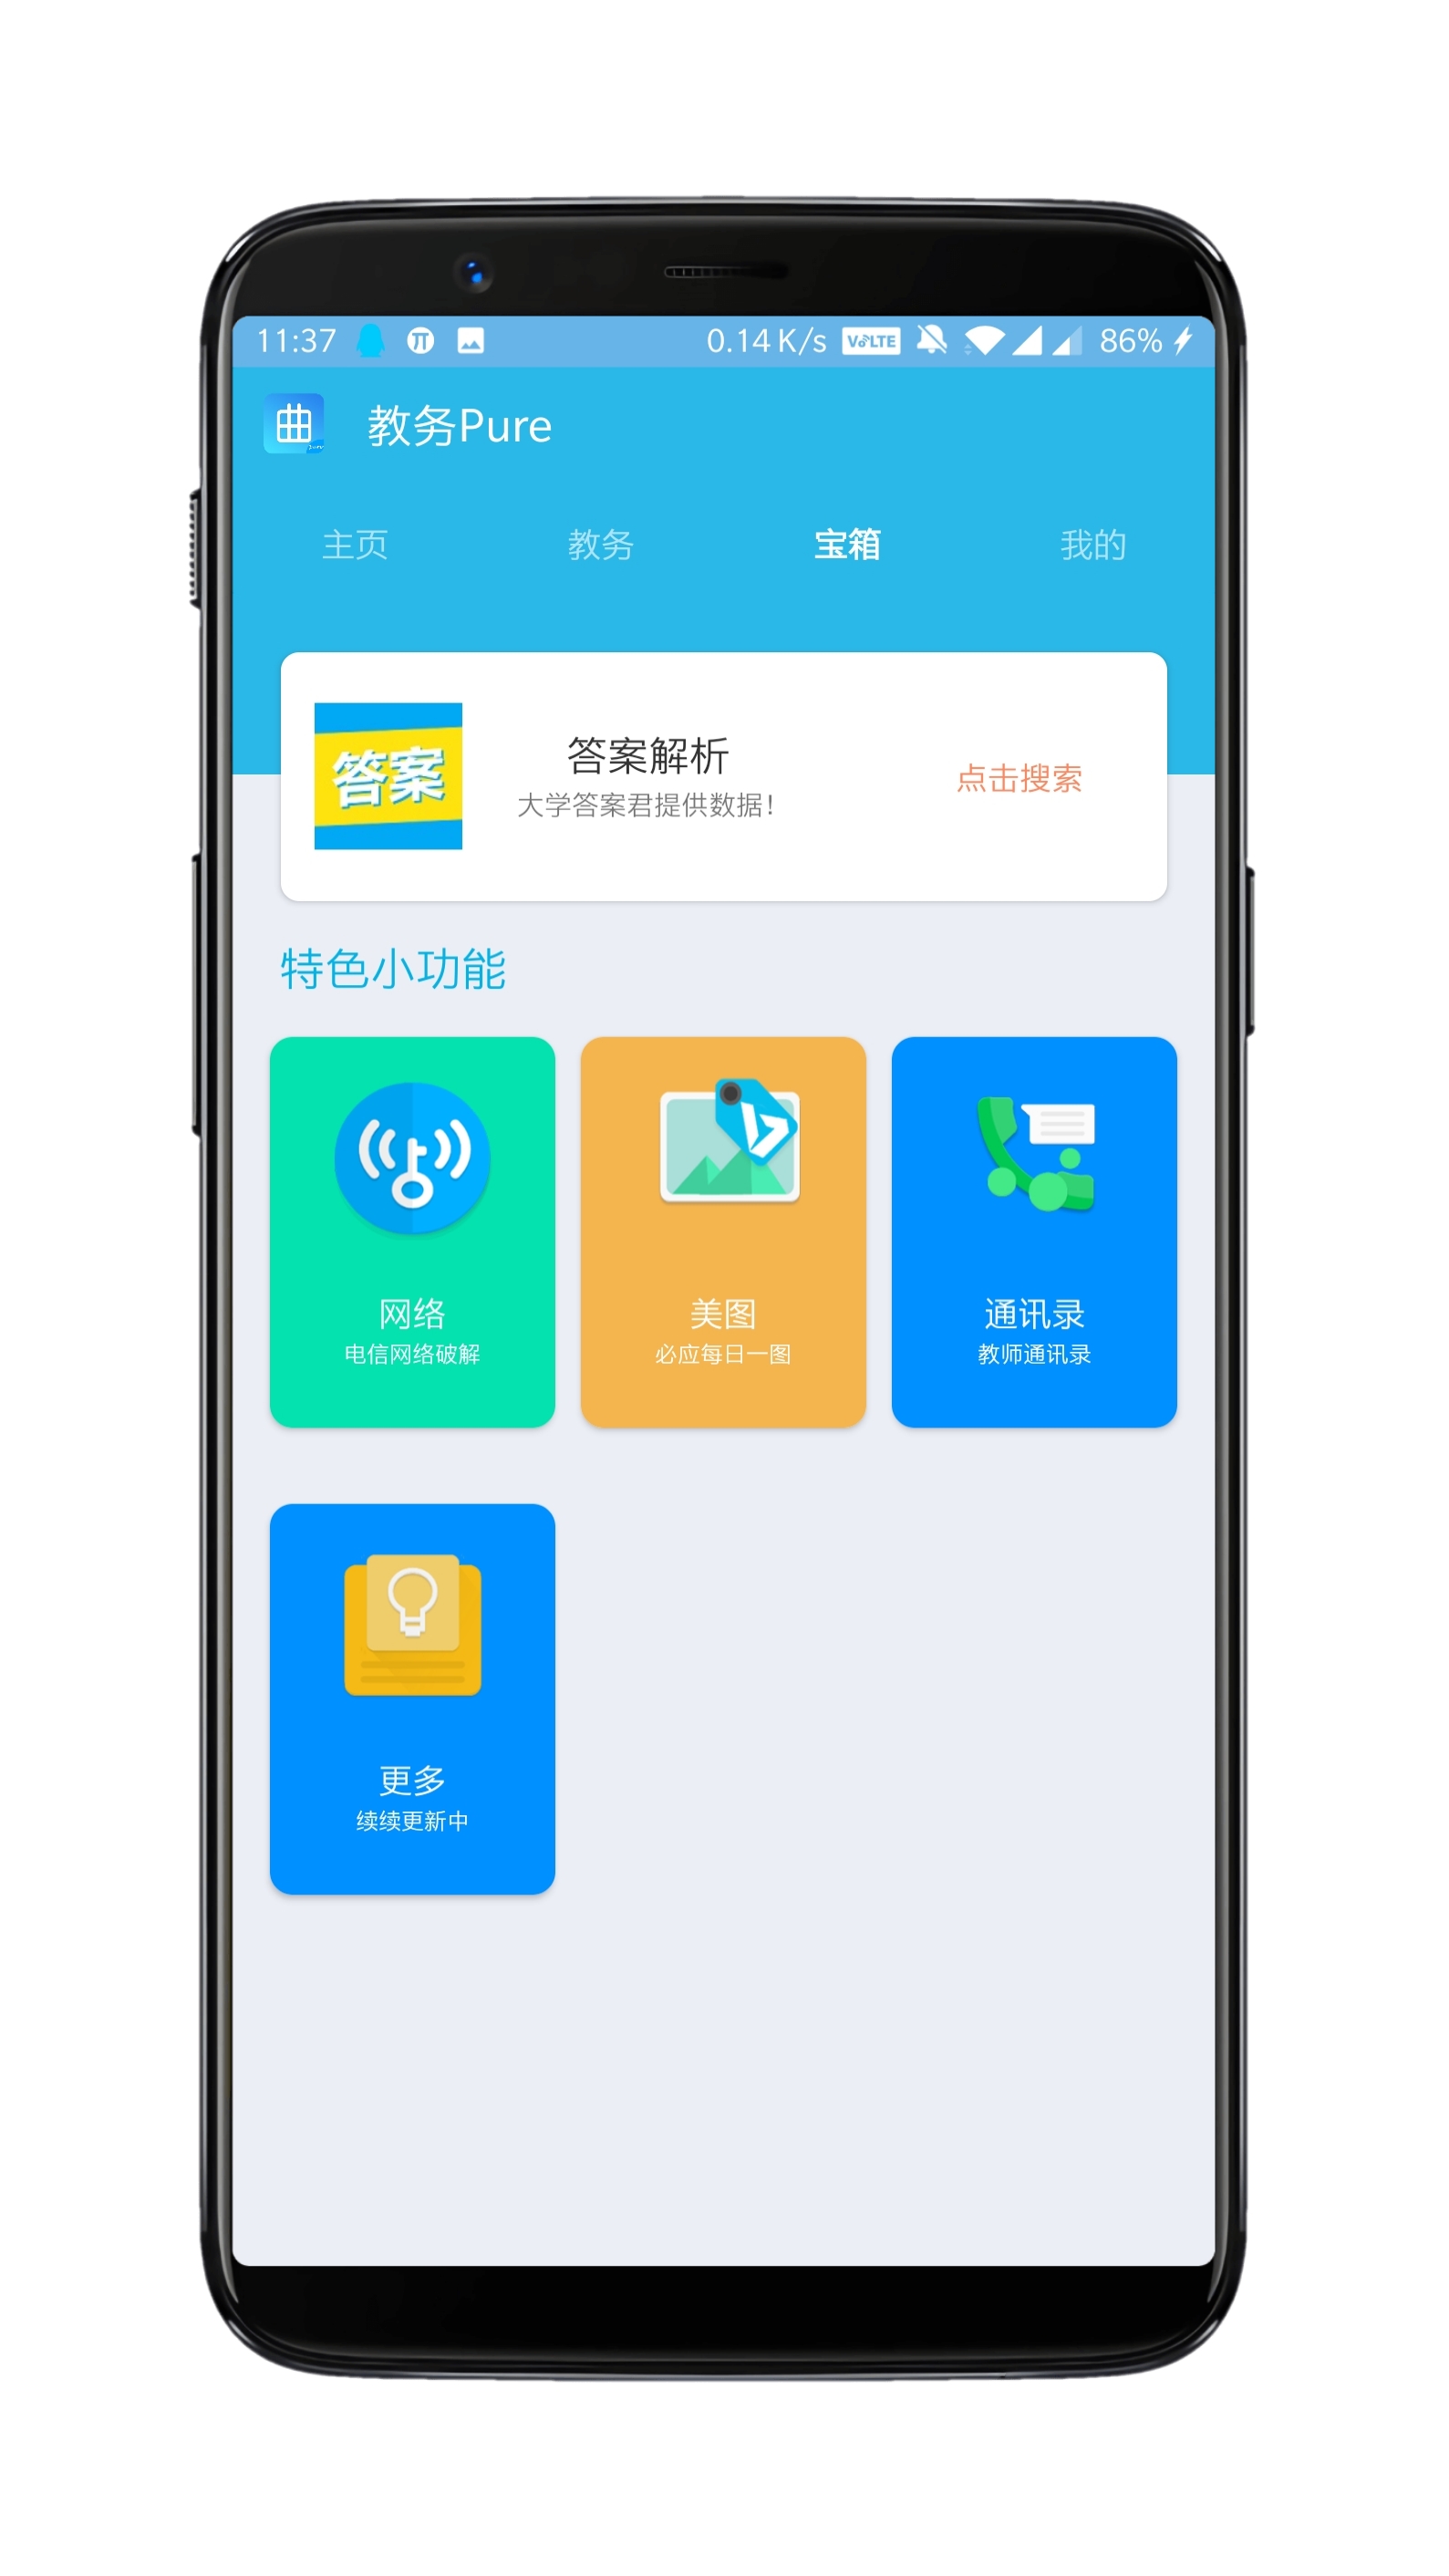 11:37 0.14 K/s VoLTE 86%
曲 教务Pure
主页 教务 宝箱 我的
答案
答案解析
大学答案君提供数据!
点击搜索
特色小功能
网络 美图 通讯录
电信网络破解 必应每日一图 教师通讯录
更多
续续更新中